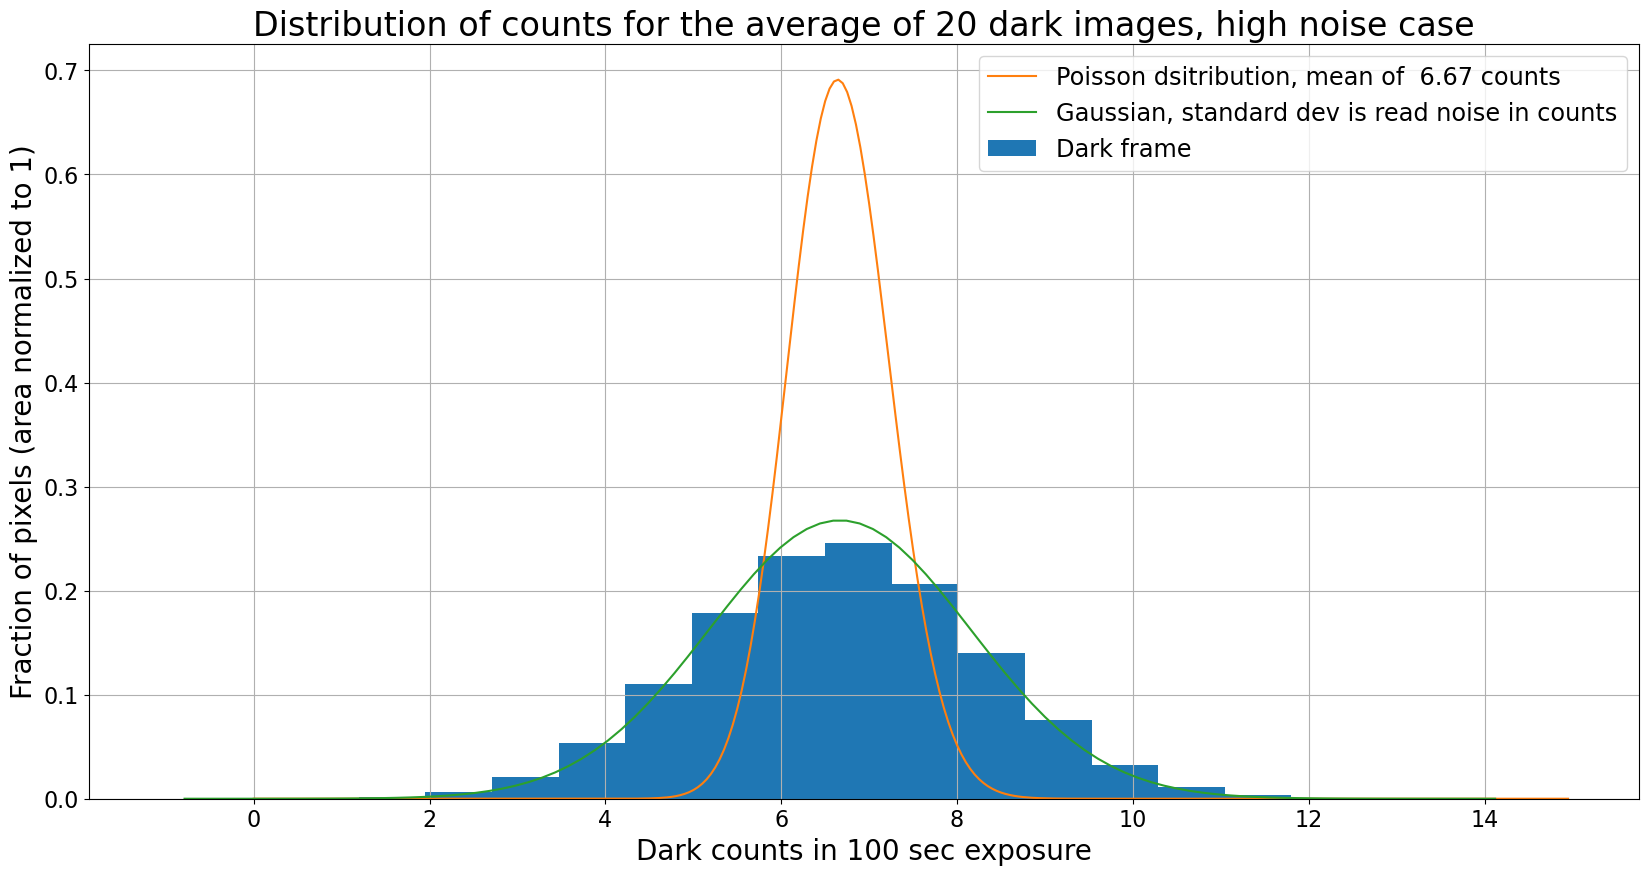 Distribution of counts for the average of 20 dark images, high noise case
Poisson dsitribution, mean of  6.67 counts
Gaussian, standard dev is read noise in counts
Dark frame
Fraction of pixels (area normalized to 1)
0.7
0.6
0.5
0.4
0.3
0.2
0.1
0.0
0 2 4 6 8 10 12 14
Dark counts in 100 sec exposure